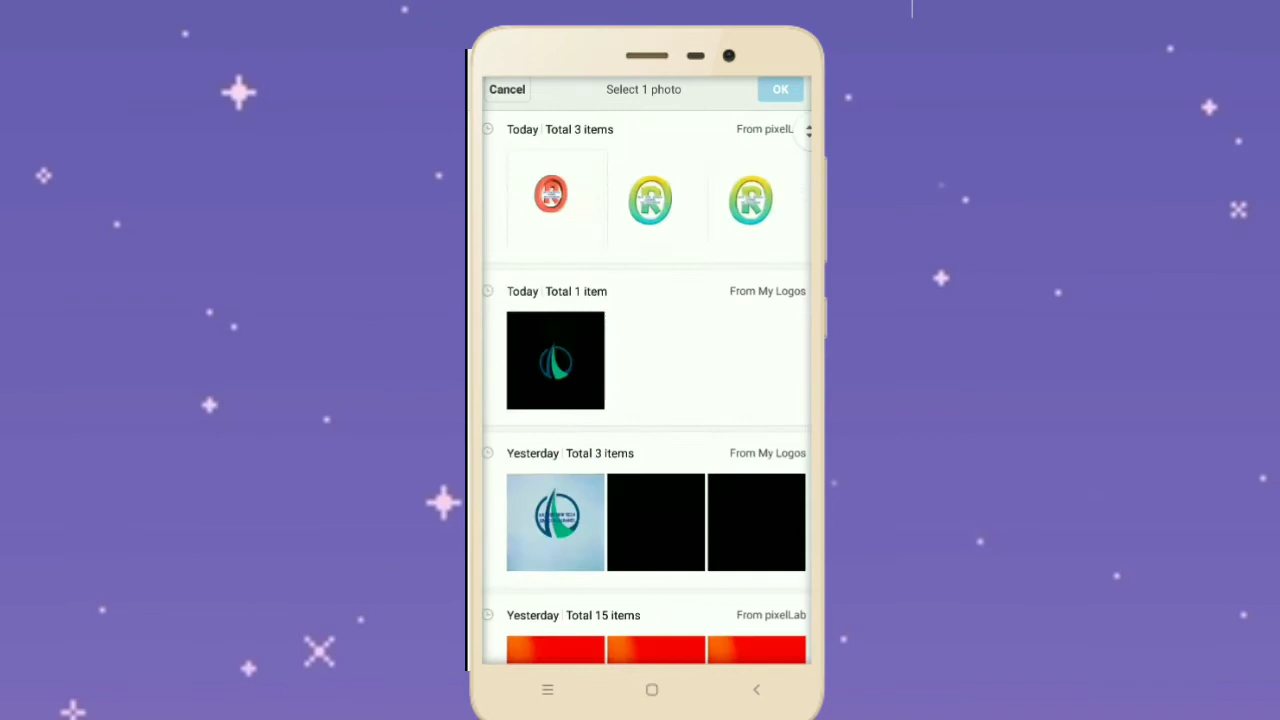 Cancel Select 1 photo OK
Today Total 3 items From pixelL
Today Total 1 item From My Logos
Yesterday Total 3 items From My Logos
Yesterday Total 15 items From pixelLab